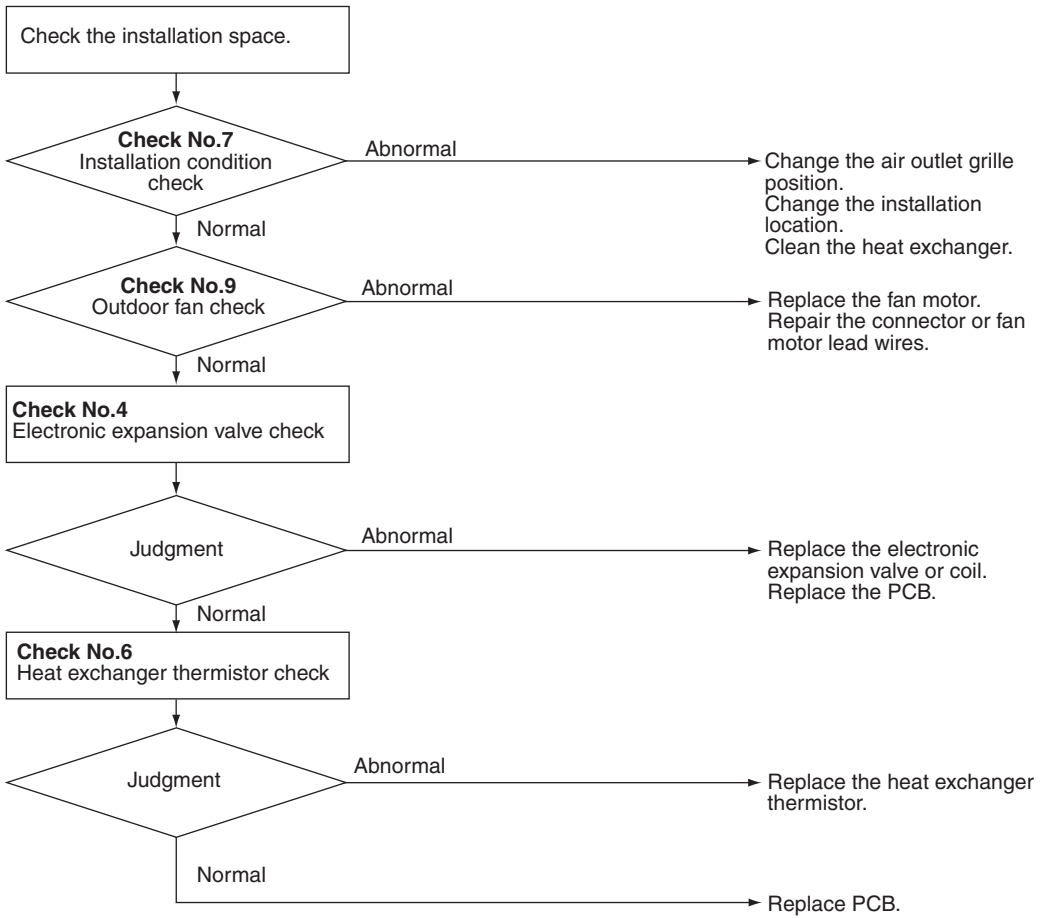 Check the installation space.
Check No.7
Installation condition
check
Abnormal
Change the air outlet grille
position.
Change the installation
location.
Clean the heat exchanger.
Normal
Check No.9
Outdoor fan check
Abnormal
Replace the fan motor.
Repair the connector or fan
motor lead wires.
Normal
Check No.4
Electronic expansion valve check
Judgment
Abnormal
Replace the electronic
expansion valve or coil.
Replace the PCB.
Normal
Check No.6
Heat exchanger thermistor check
Judgment
Abnormal
Replace the heat exchanger
thermistor.
Normal
Replace PCB.